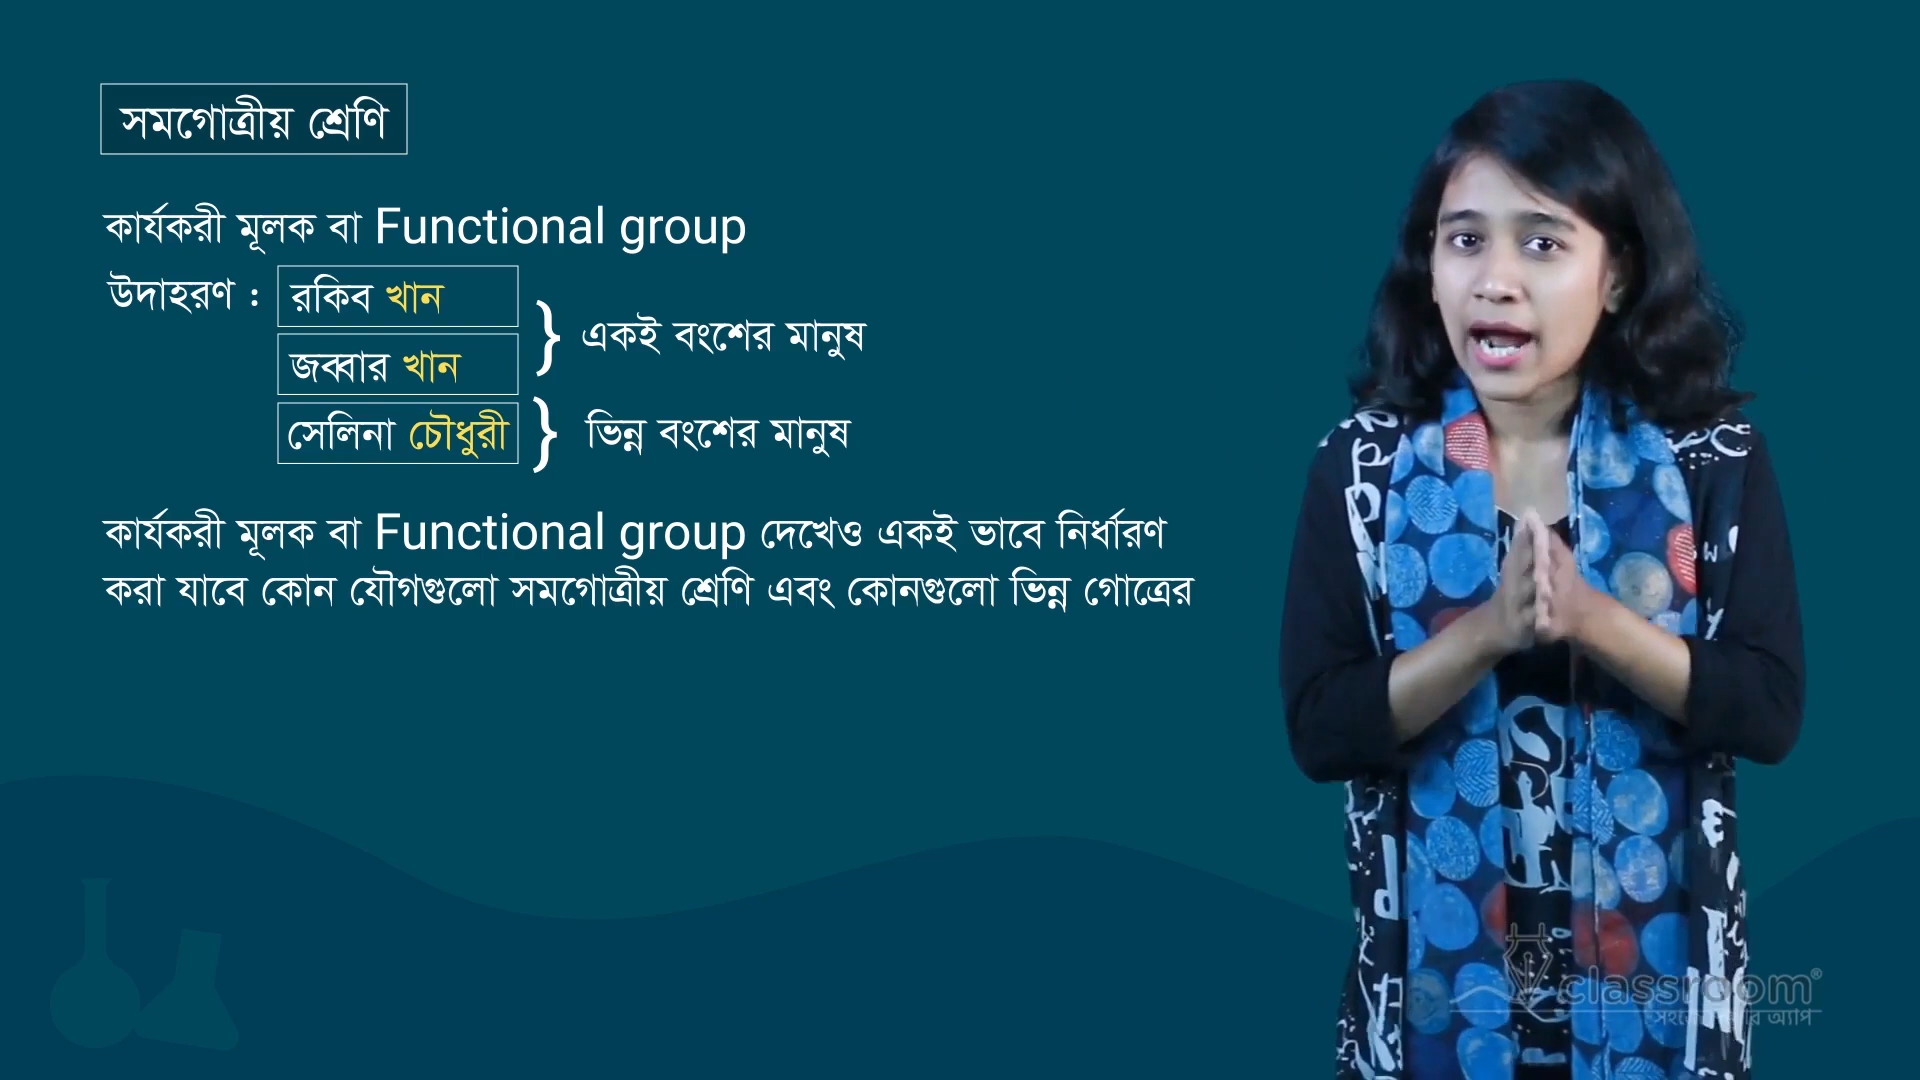 সমগোত্রীয় শ্রেণি
কার্যকরী মূলক বা Functional group
উদাহরণ : রকিব খান
জব্বার খান
} একই বংশের মানুষ
সেলিনা চৌধুরী } ভিন্ন বংশের মানুষ
কার্যকরী মূলক বা Functional group দেখেও একই ভাবে নির্ধারণ
করা যাবে কোন যৌগগুলো সমগোত্রীয় শ্রেণি এবং কোনগুলো ভিন্ন গোত্রের
classroom®
অ্যাপ